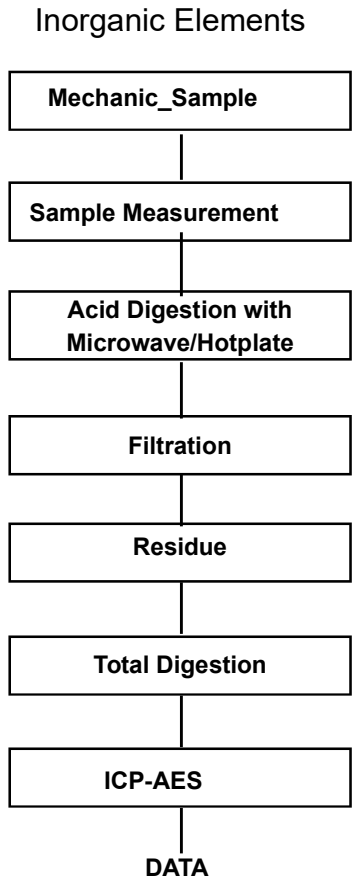 Inorganic Elements
Mechanic_Sample
Sample Measurement
Acid Digestion with
Microwave/Hotplate
Filtration
Residue
Total Digestion
ICP-AES
DATA